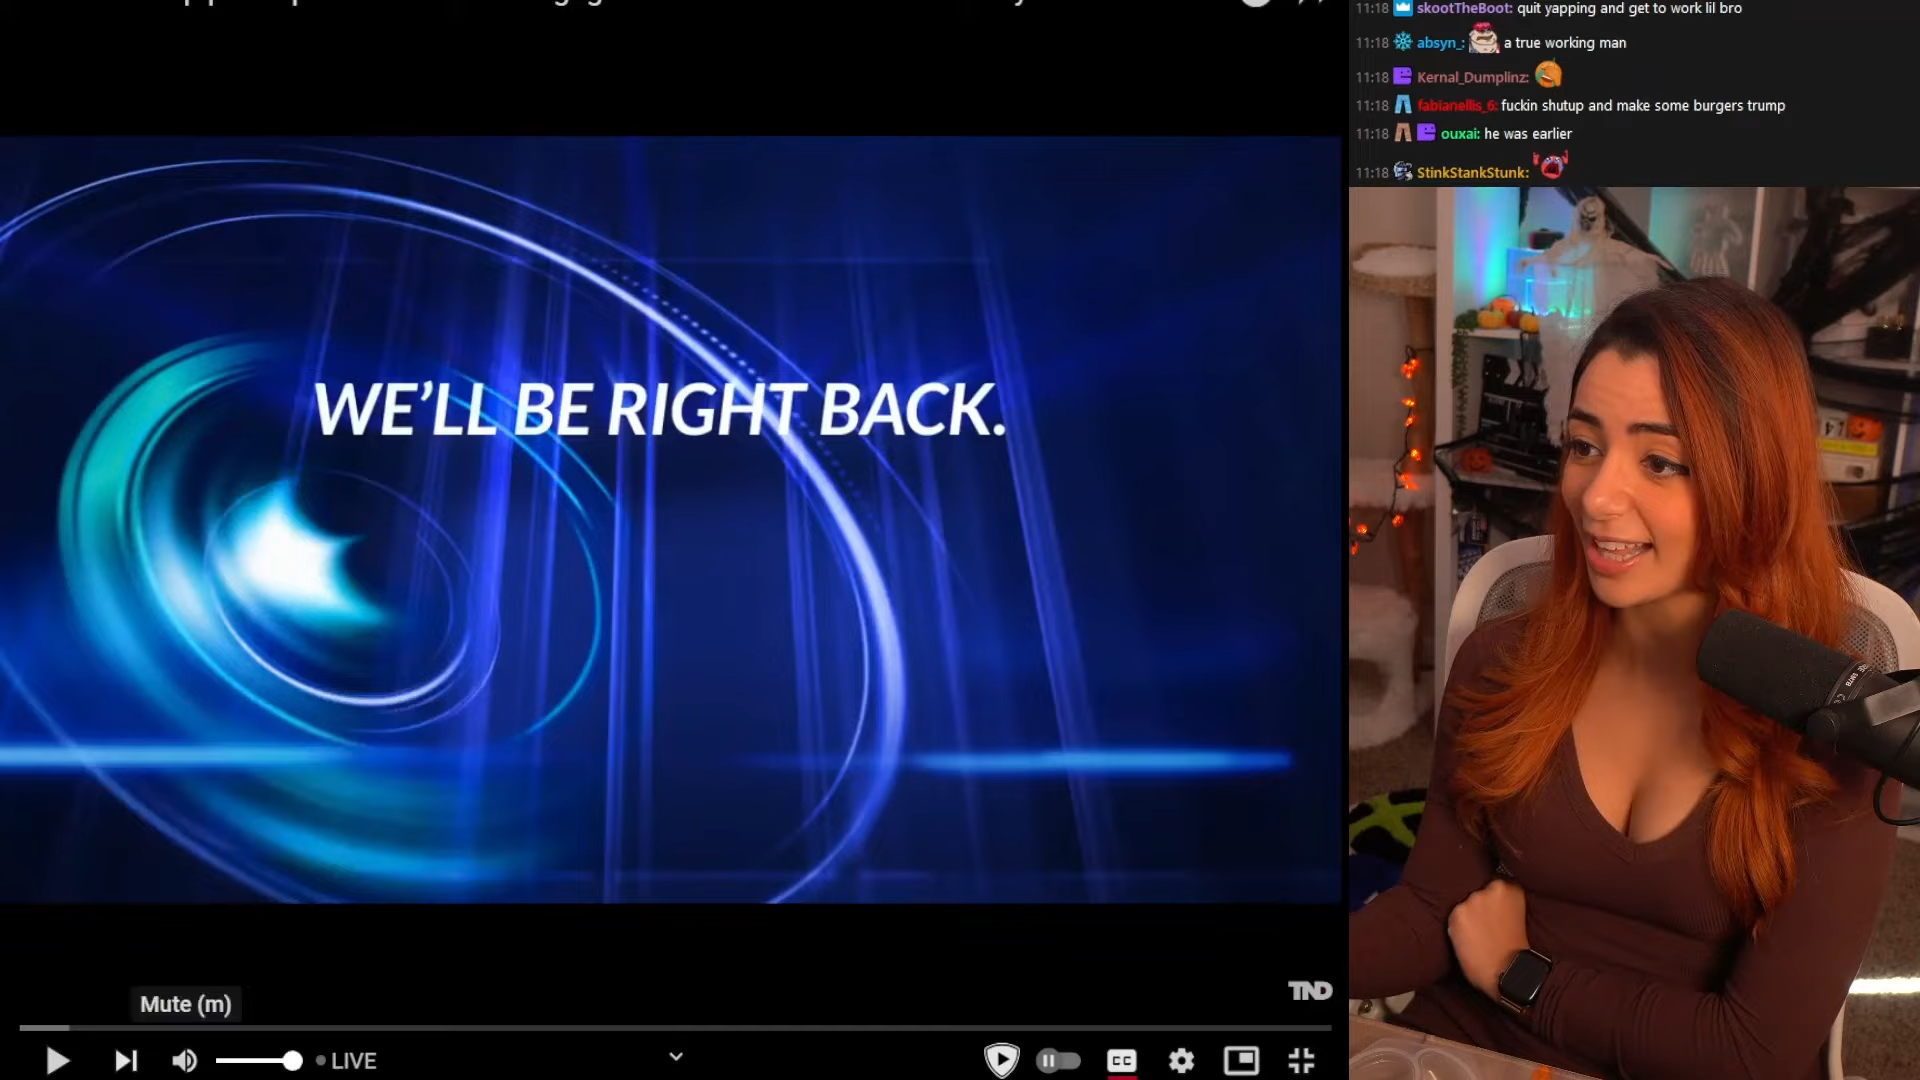 11:18 skootTheBoot: quit yapping and get to work lil bro
11:18 absyn_: a true working man
11:18 Kernal_Dumplinz:
11:18 fabianellis_6: fuckin shutup and make some burgers trump
11:18 ouxai: he was earlier
11:18 StinkStankStunk:
WE'LL BE RIGHT BACK.
TND
Mute (m)
LIVE
CC